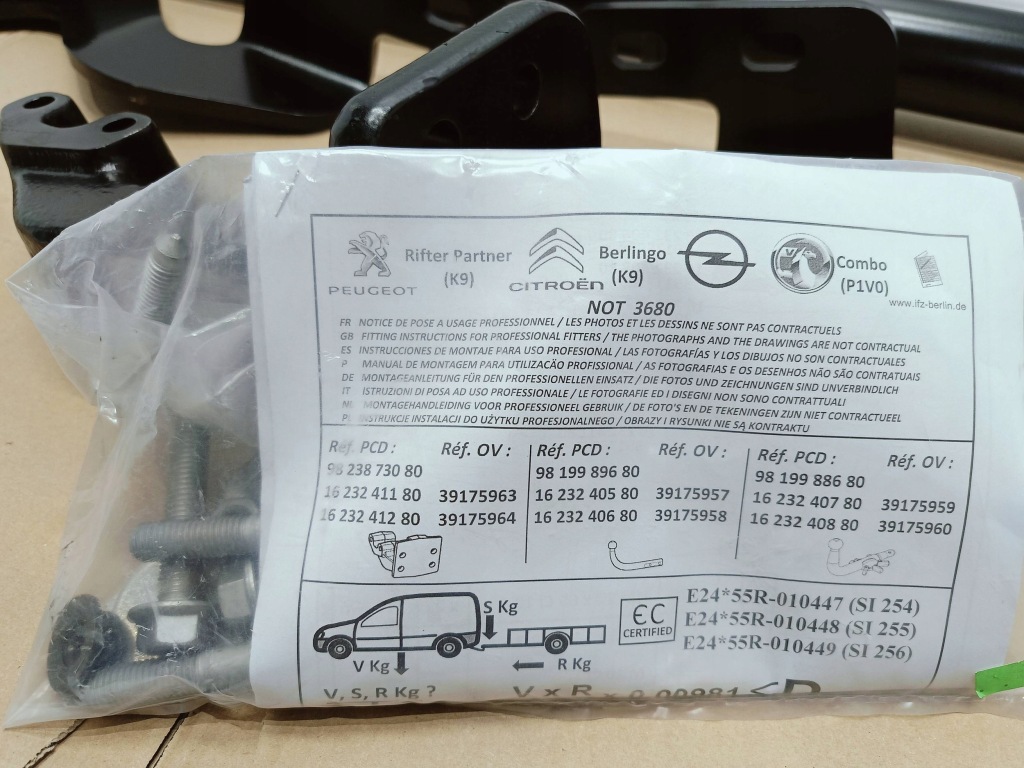 PEUGEOT
Rifter Partner
(K9)
CITROËN
Berlingo
(K9)
Combo
(P1V0)
www.ifz-berlin.de
NOT 3680
FR NOTICE DE POSE A USAGE PROFESSIONNEL / LES PHOTOS ET LES DESSINS NE SONT PAS CONTRACTUELS
GB FITTING INSTRUCTIONS FOR PROFESSIONAL FITTERS / THE PHOTOGRAPHS AND THE DRAWINGS ARE NOT CONTRACTUAL
ES INSTRUCCIONES DE MONTAJE PARA USO PROFESIONAL / LAS FOTOGRAFÍAS Y LOS DIBUJOS NO SON CONTRACTUALES
P MANUAL DE MONTAGEM PARA UTILIZACÃO PROFISSIONAL / AS FOTOGRAFIAS E OS DESENHOS NÃO SÃO CONTRATUAIS
DE MONTAGEANLEITUNG FÜR DEN PROFESSIONELLEN EINSATZ / DIE FOTOS UND ZEICHNUNGEN SIND UNVERBINDLICH
IT ISTRUZIONI DI POSA AD USO PROFESSIONALE / LE FOTOGRAFIE ED I DISEGNI NON SONO CONTRATTUALI
NL MONTAGEHANDLEIDING VOOR PROFESSIONEEL GEBRUIK / DE FOTO'S EN DE TEKENINGEN ZIJN NIET CONTRACTUEEL
PL INSTRUKCJE INSTALACJI DO UŻYTKU PROFESJONALNEGO / OBRAZY I RYSUNKI NIE SĄ KONTRAKTU
Réf. PCD : Réf. OV :
98 238 730 80
16 232 411 80 39175963
16 232 412 80 39175964
Réf. PCD : Réf. OV :
98 199 896 80
16 232 405 80 39175957
16 232 406 80 39175958
Réf. PCD : Réf. OV :
98 199 886 80
16 232 407 80 39175959
16 232 408 80 39175960
S Kg
V Kg
R Kg
EC
CERTIFIED
E24*55R-010447 (SI 254)
E24*55R-010448 (SI 255)
E24*55R-010449 (SI 256)
V, S, R Kg ?
V x R x 0,00981 < D